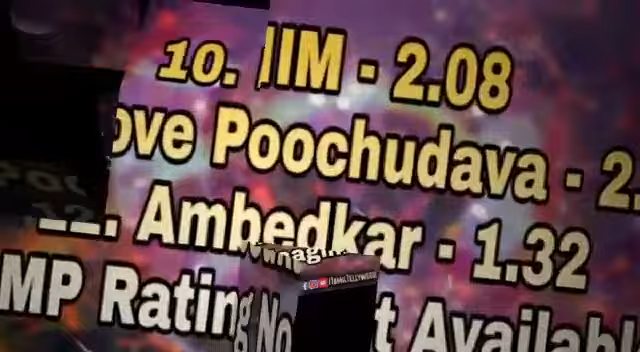 10. IIM - 2.08
ove Poochudava - 2.
Ambedkar - 1.32
MP Rating No t Availabl